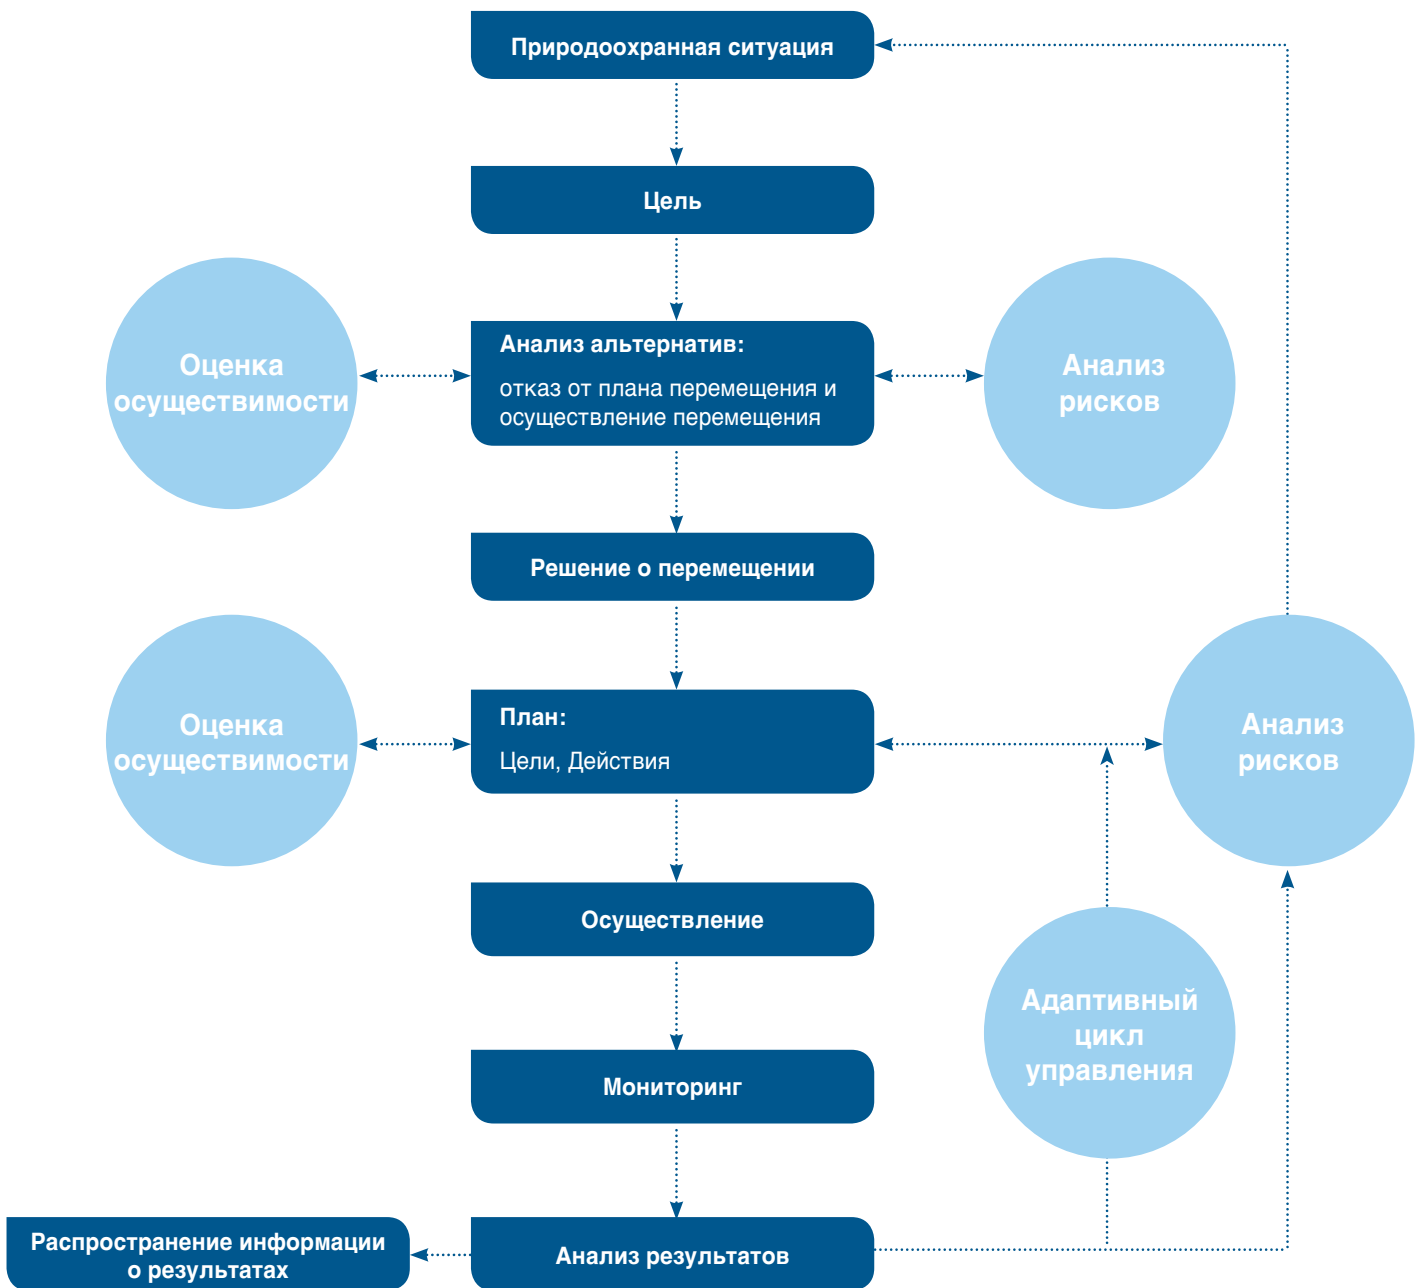 Природоохранная ситуация
Цель
Оценка
осуществимости
Анализ альтернатив:
отказ от плана перемещения и
осуществление перемещения
Анализ
рисков
Решение о перемещении
Оценка
осуществимости
План:
Цели, Действия
Анализ
рисков
Осуществление
Адаптивный
цикл
управления
Мониторинг
Распространение информации
о результатах
Анализ результатов